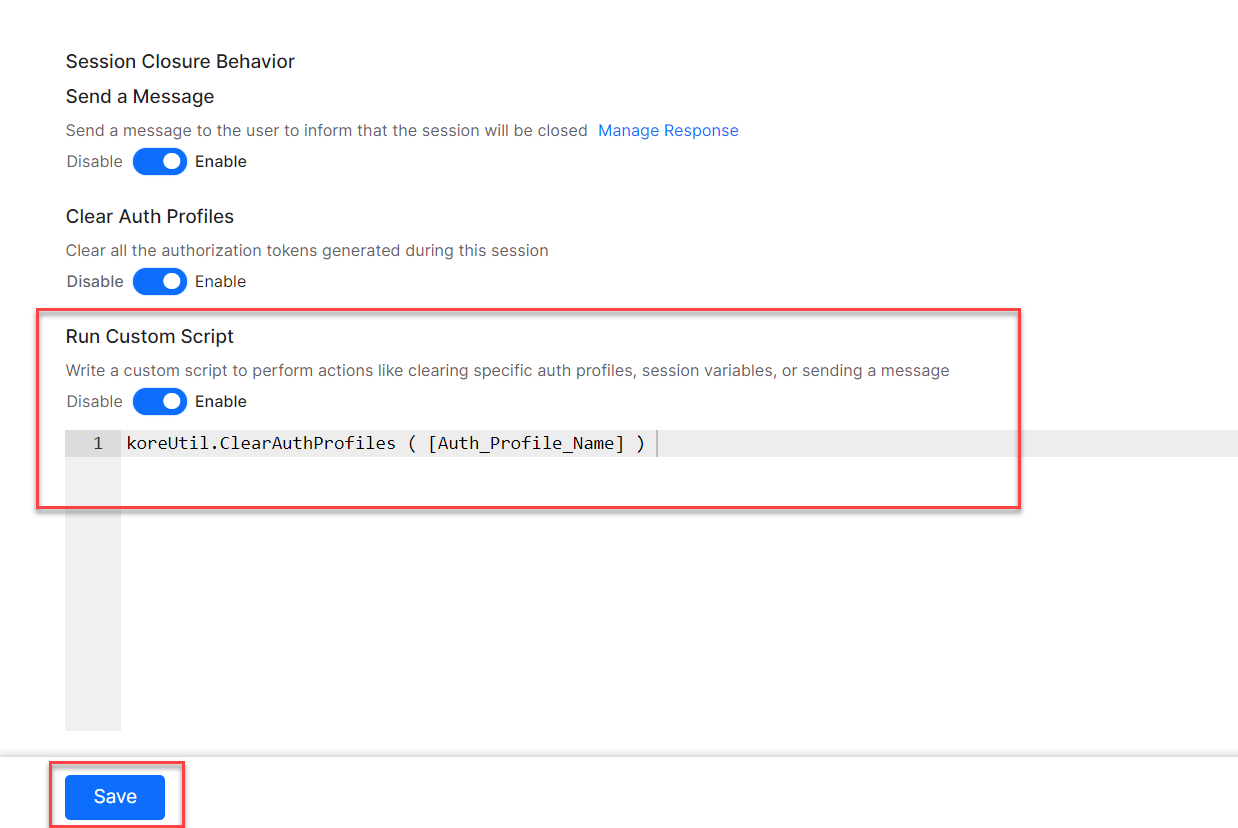 Session Closure Behavior
Send a Message
Send a message to the user to inform that the session will be closed Manage Response
Disable Enable
Clear Auth Profiles
Clear all the authorization tokens generated during this session
Disable Enable
Run Custom Script
Write a custom script to perform actions like clearing specific auth profiles, session variables, or sending a message
Disable Enable
1 koreUtil.ClearAuthProfiles ( [Auth_Profile_Name] )
Save